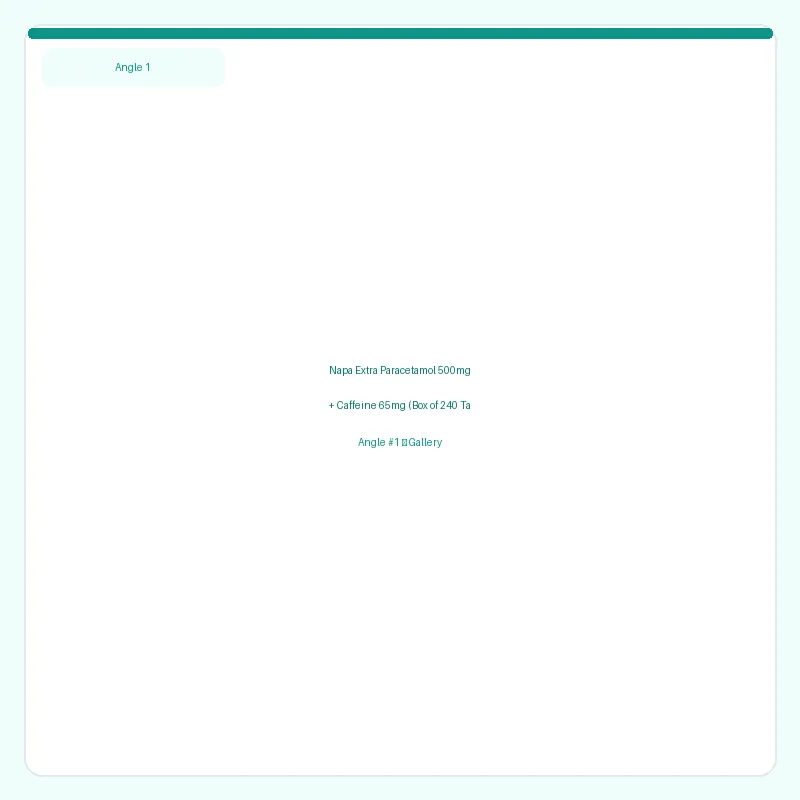 Angle 1
Napa Extra Paracetamol 500mg
+ Caffeine 65mg (Box of 240 Ta
Angle #1 Gallery